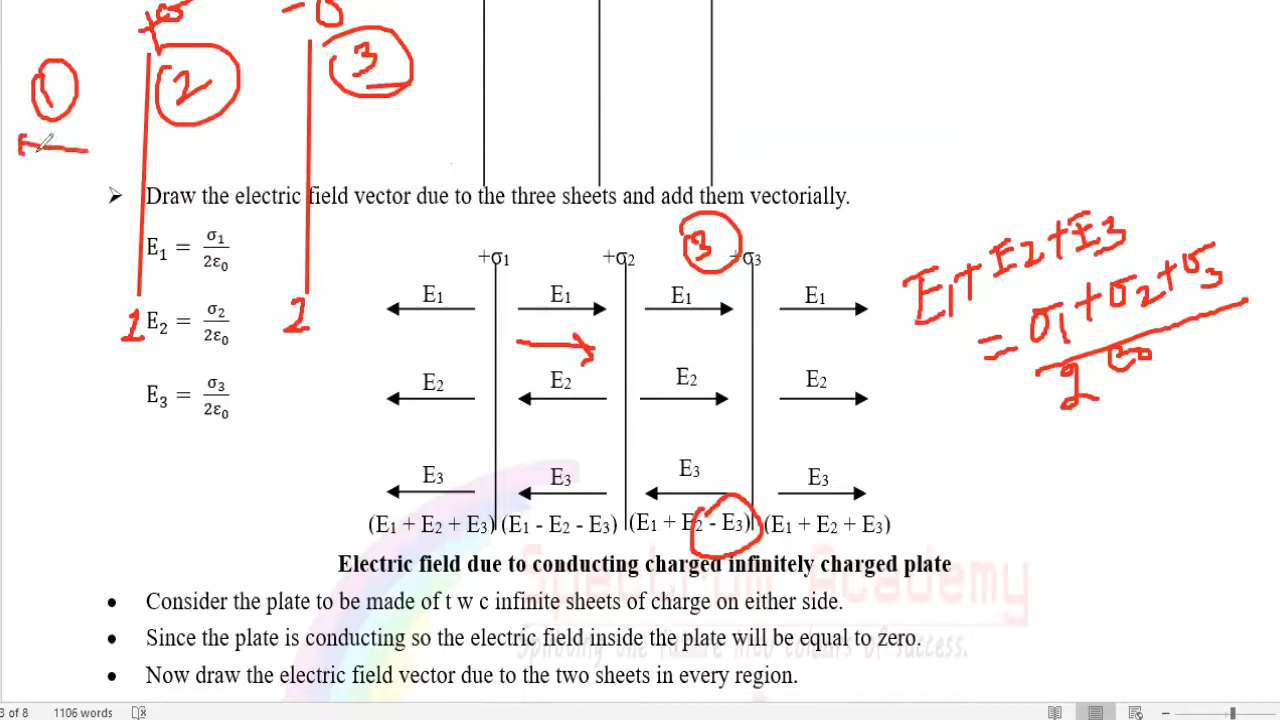 +σ
-σ
① ② ③
➢ Draw the electric field vector due to the three sheets and add them vectorially.
E₁ = σ₁/2ε₀
1 E₂ = σ₂/2ε₀ 2
E₃ = σ₃/2ε₀
③
+σ₁ +σ₂ +σ₃
E₁ E₁ E₁ E₁
E₂ E₂ E₂ E₂
E₃ E₃ E₃ E₃
(E₁ + E₂ + E₃) (E₁ - E₂ - E₃) (E₁ + E₂ - E₃) (E₁ + E₂ + E₃)
E₁+E₂+E₃
= σ₁+σ₂+σ₃
2ε₀
Electric field due to conducting charged infinitely charged plate
• Consider the plate to be made of t w c infinite sheets of charge on either side.
• Since the plate is conducting so the electric field inside the plate will be equal to zero.
• Now draw the electric field vector due to the two sheets in every region.
Spectrum Academy
3 of 8 1106 words